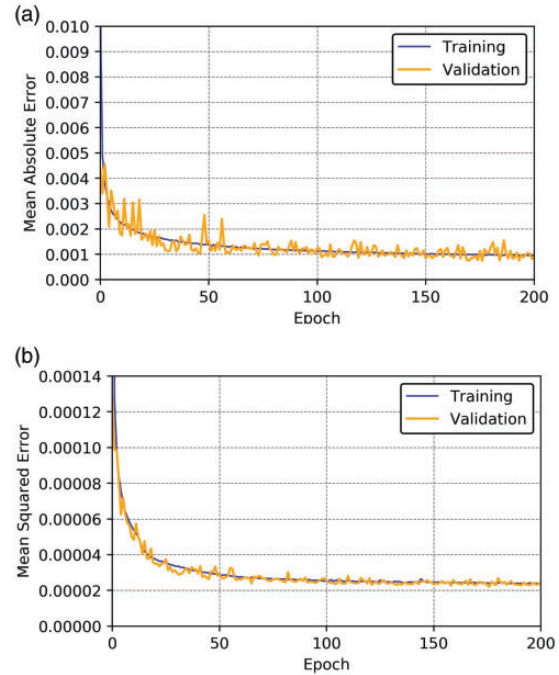 (a)
0.010
0.009
0.008
0.007
0.006
0.005
0.004
0.003
0.002
0.001
0.000
Mean Absolute Error
Training
Validation
0 50 100 150 200
Epoch
(b)
0.00014
0.00012
0.00010
0.00008
0.00006
0.00004
0.00002
0.00000
Mean Squared Error
Training
Validation
0 50 100 150 200
Epoch